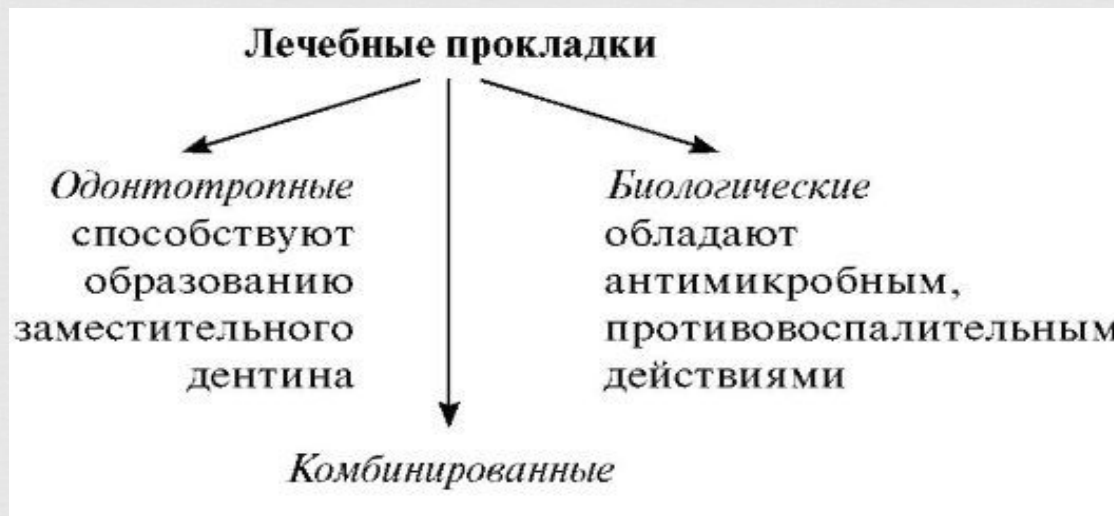 Лечебные прокладки
Одонтотропные
способствуют
образованию
заместительного
дентина
Биологические
обладают
антимикробным,
противовоспалительным
действиями
Комбинированные